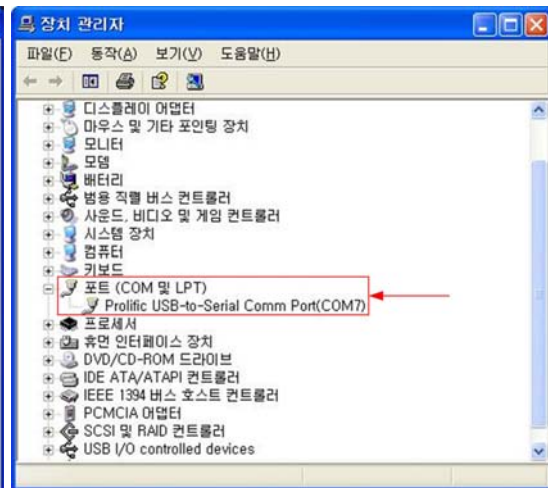 장치 관리자
파일(F) 동작(A) 보기(V) 도움말(H)
디스플레이 어댑터
마우스 및 기타 포인팅 장치
모니터
모뎀
배터리
범용 직렬 버스 컨트롤러
사운드, 비디오 및 게임 컨트롤러
시스템 장치
컴퓨터
키보드
포트 (COM 및 LPT)
Prolific USB-to-Serial Comm Port(COM7)
프로세서
휴먼 인터페이스 장치
DVD/CD-ROM 드라이브
IDE ATA/ATAPI 컨트롤러
IEEE 1394 버스 호스트 컨트롤러
PCMCIA 어댑터
SCSI 및 RAID 컨트롤러
USB I/O controlled devices